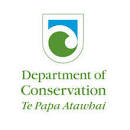 Department of
Conservation
Te Papa Atawhai